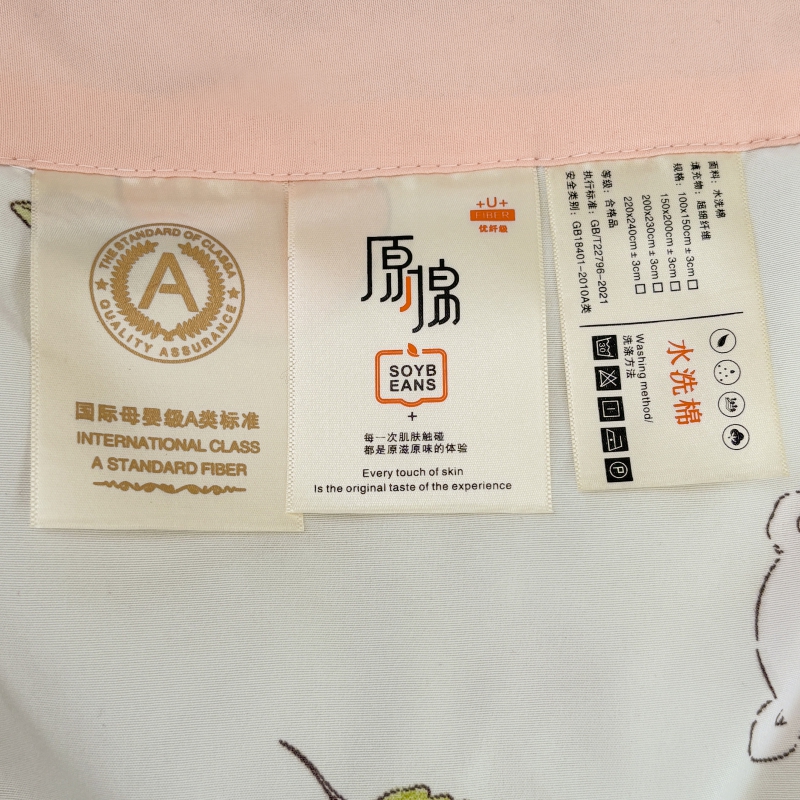 THE STANDARD OF CLASSA
A
QUALITY ASSURANCE
国际母婴级A类标准
INTERNATIONAL CLASS
A STANDARD FIBER
+U+
FIBER
优纤级
原棉
SOYB
EANS
+
每一次肌肤触碰
都是原滋原味的体验
Every touch of skin
Is the original taste of the experience
面料：水洗棉
填充物：超细纤维
规格：100x150cm±3cm□
150x200cm±3cm□
200x230cm±3cm□
220x240cm±3cm□
等级：合格品
执行标准：GB/T22796-2021
安全类别：GB18401-2010A类
水洗棉
Washing method/
洗涤方法
30
P